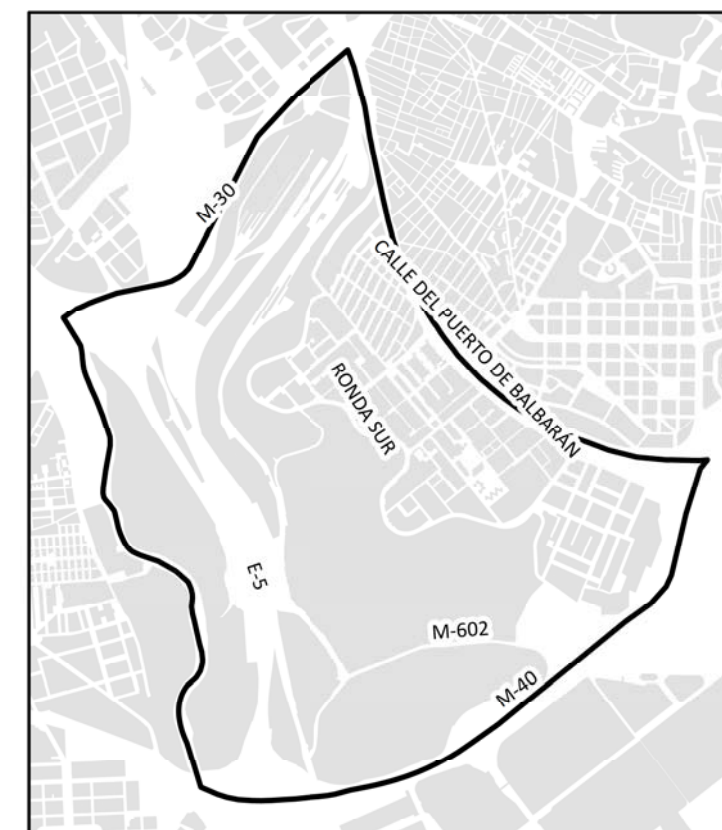 M-30
CALLE DEL PUERTO DE BALBARÁN
RONDA SUR
E-5
M-602
M-40